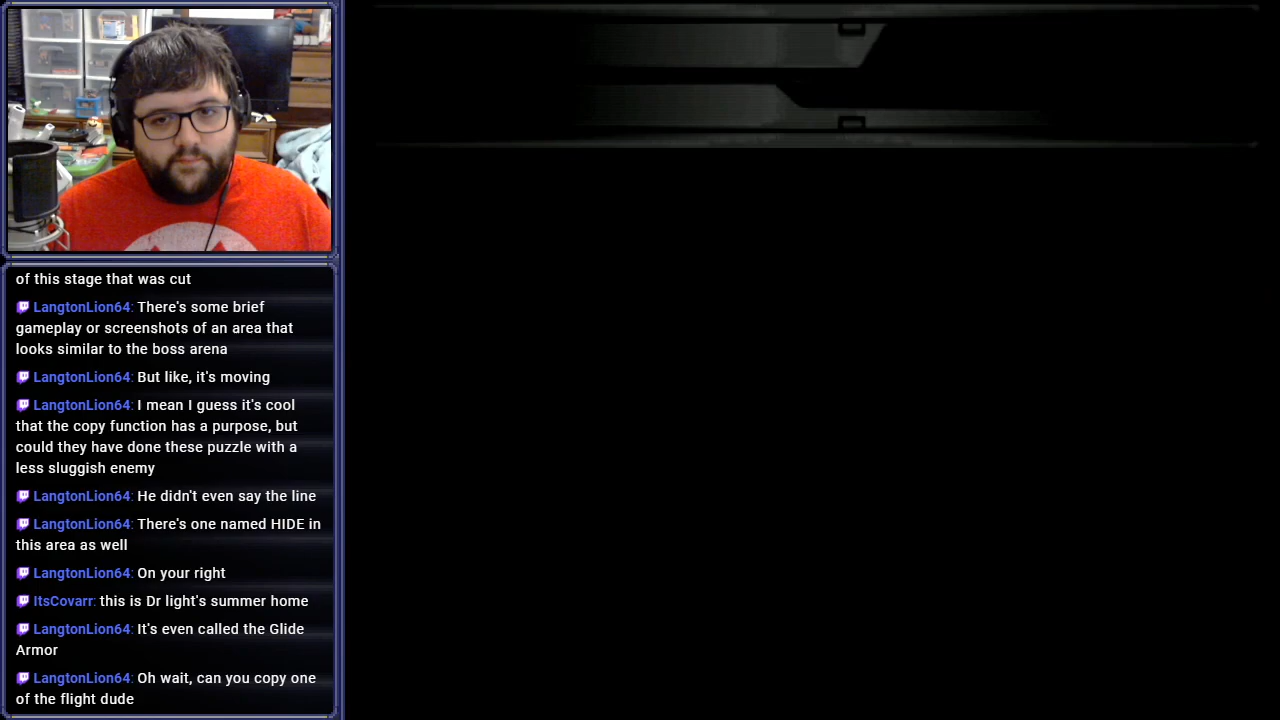 of this stage that was cut
LangtonLion64: There's some brief
gameplay or screenshots of an area that
looks similar to the boss arena
LangtonLion64: But like, it's moving
LangtonLion64: I mean I guess it's cool
that the copy function has a purpose, but
could they have done these puzzle with a
less sluggish enemy
LangtonLion64: He didn't even say the line
LangtonLion64: There's one named HIDE in
this area as well
LangtonLion64: On your right
ItsCovarr: this is Dr light's summer home
LangtonLion64: It's even called the Glide
Armor
LangtonLion64: Oh wait, can you copy one
of the flight dude